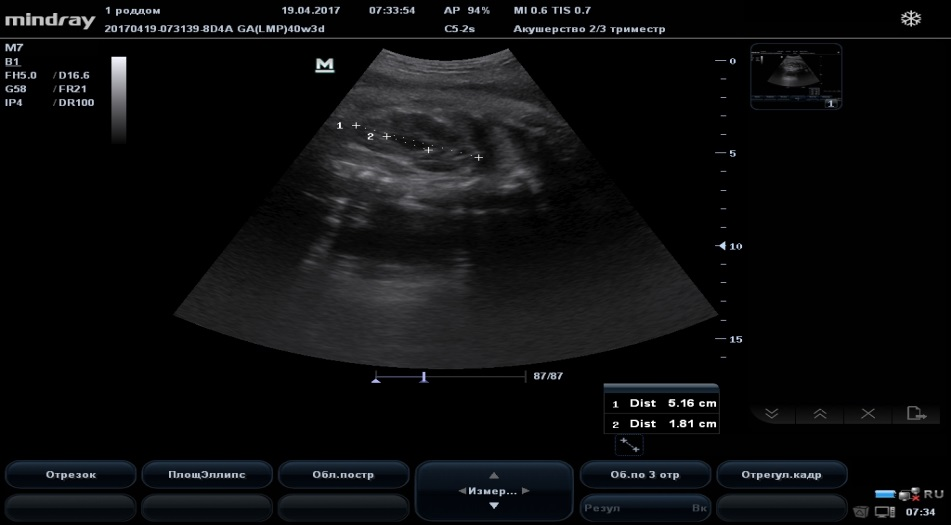 mindray
1 роддом 19.04.2017 07:33:54 AP 94% MI 0.6 TIS 0.7
20170419-073139-8D4A GA(LMP)40w3d C5-2s Акушерство 2/3 триместр
M7
B1
FH5.0 / D16.6
G58 / FR21
IP4 / DR100
M
0
1
2
5
10
15
87/87
1 Dist 5.16 cm
2 Dist 1.81 cm
1
Отрезок ПлощЭллипс Обл.постр Измер... Об.по 3 отр Отрегул.кадр
Резул Вк
RU
07:34